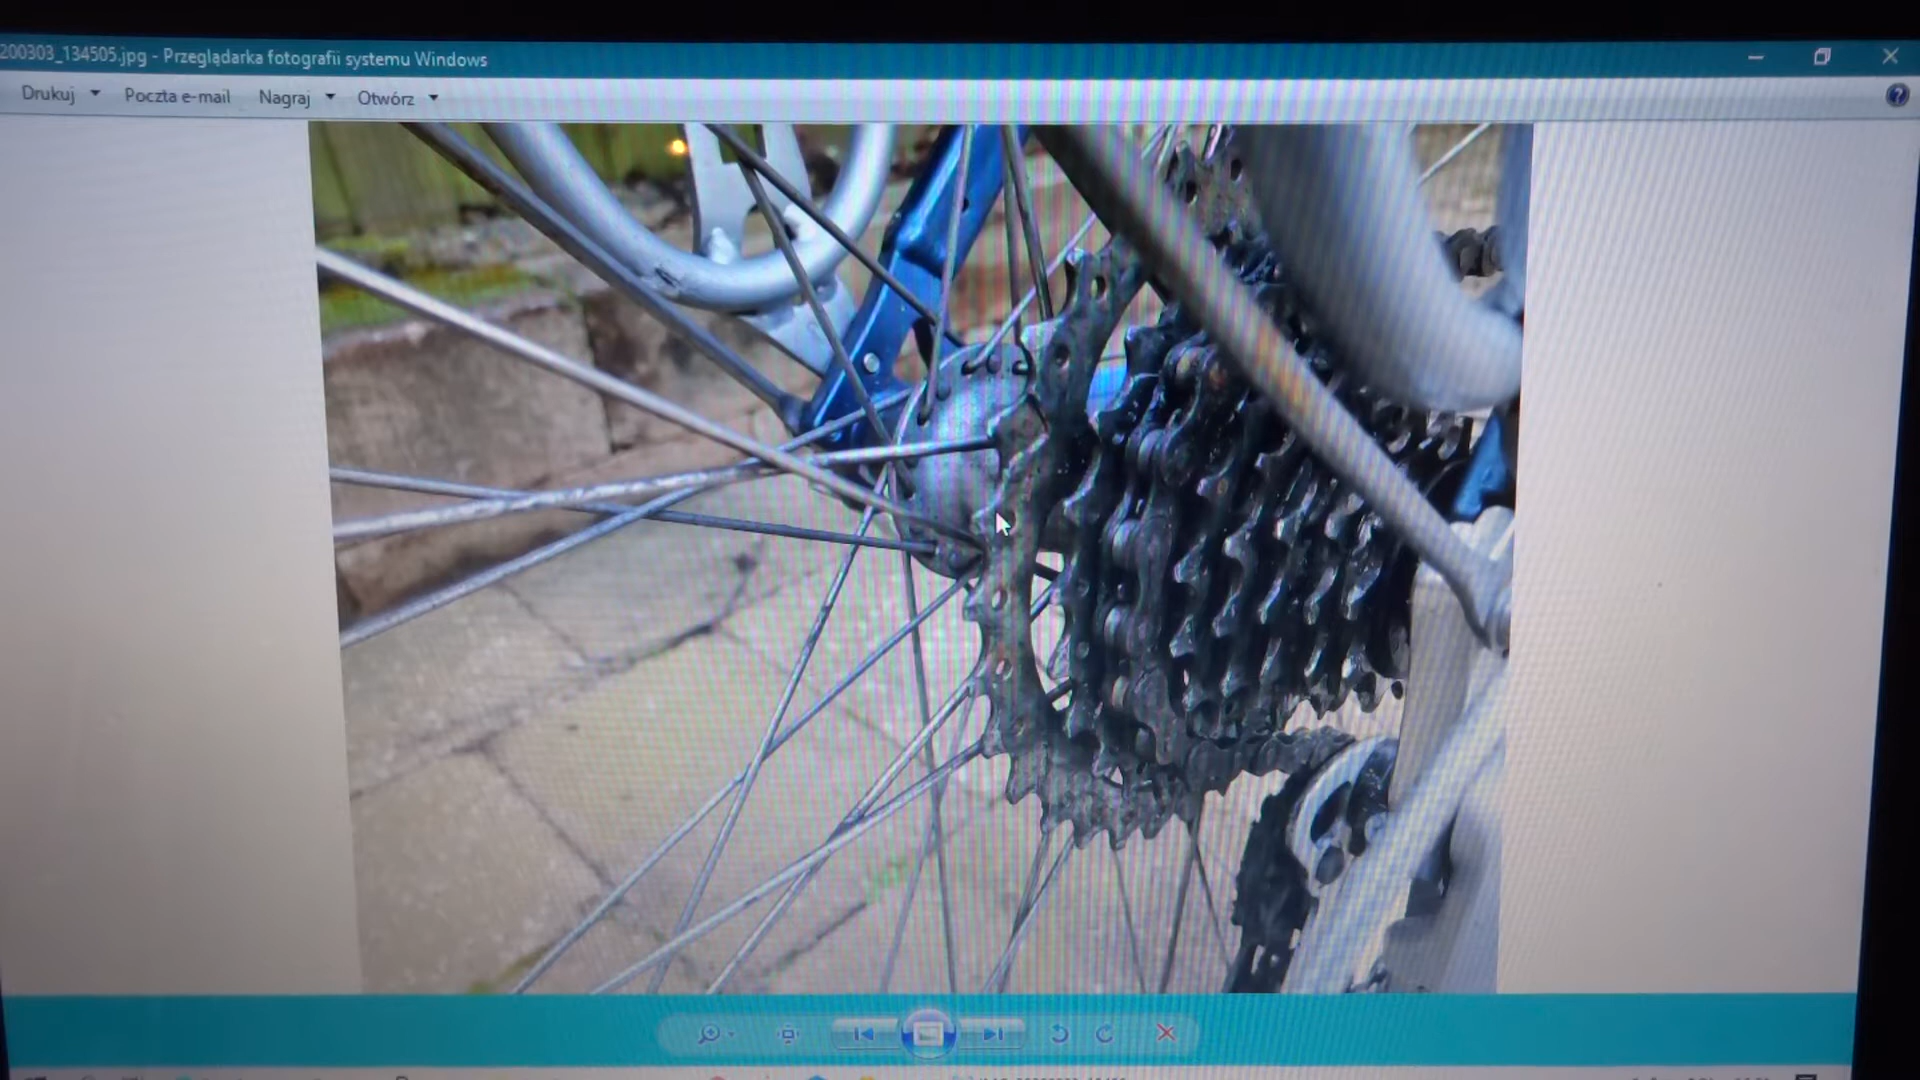 200303_134505.jpg - Przeglądarka fotografii systemu Windows
Drukuj Poczta e-mail Nagraj Otwórz